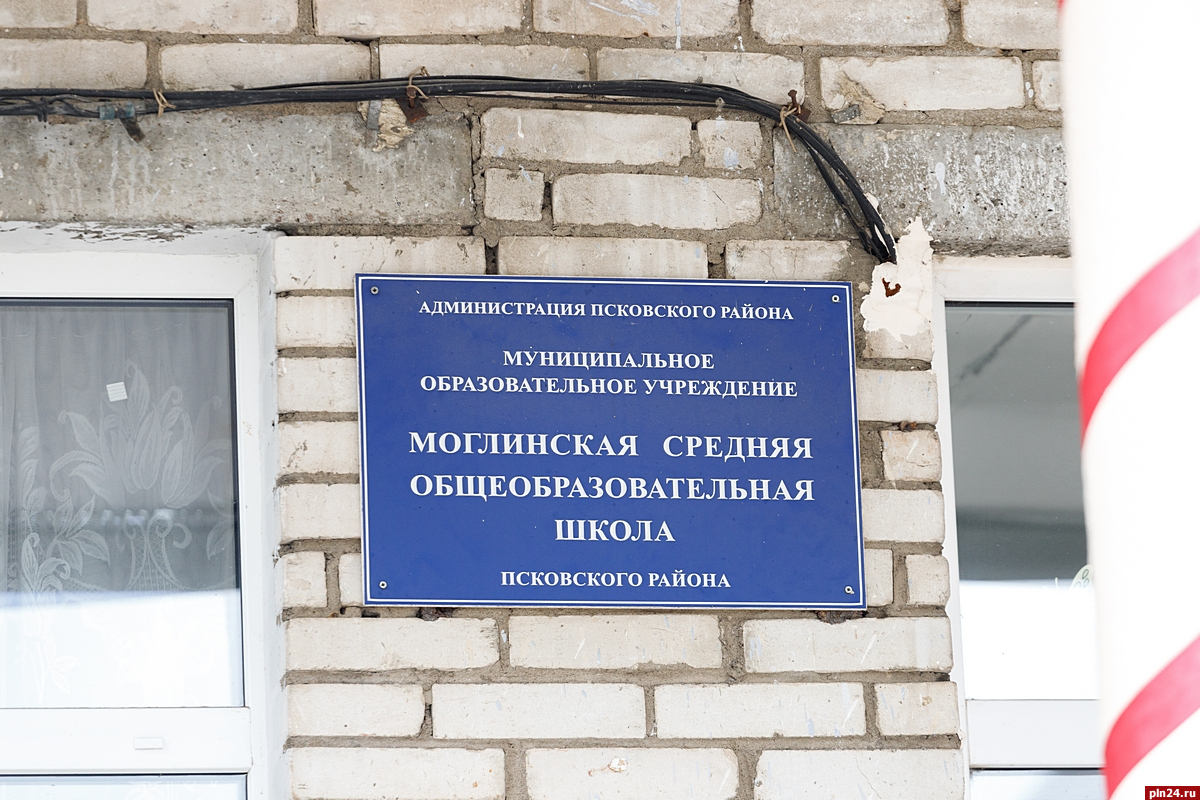 АДМИНИСТРАЦИЯ ПСКОВСКОГО РАЙОНА
МУНИЦИПАЛЬНОЕ
ОБРАЗОВАТЕЛЬНОЕ УЧРЕЖДЕНИЕ
МОГЛИНСКАЯ СРЕДНЯЯ
ОБЩЕОБРАЗОВАТЕЛЬНАЯ
ШКОЛА
ПСКОВСКОГО РАЙОНА
pln24.ru